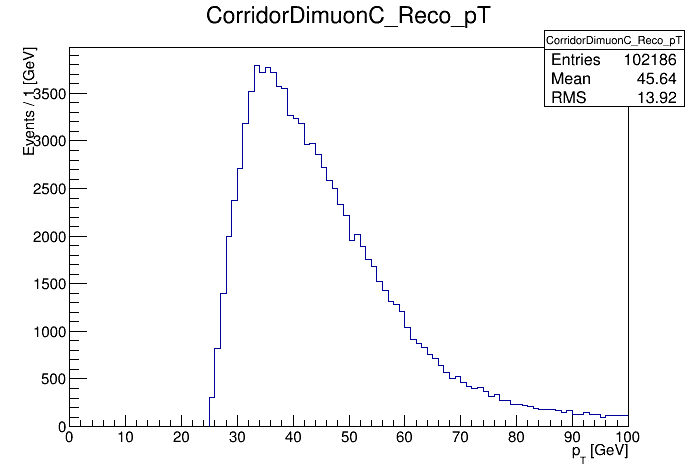 CorridorDimuonC_Reco_pT
CorridorDimuonC_Reco_pT
Entries 102186
Mean 45.64
RMS 13.92
Events / 1 [GeV]
3500
3000
2500
2000
1500
1000
500
0
0 10 20 30 40 50 60 70 80 90 100
p_T [GeV]